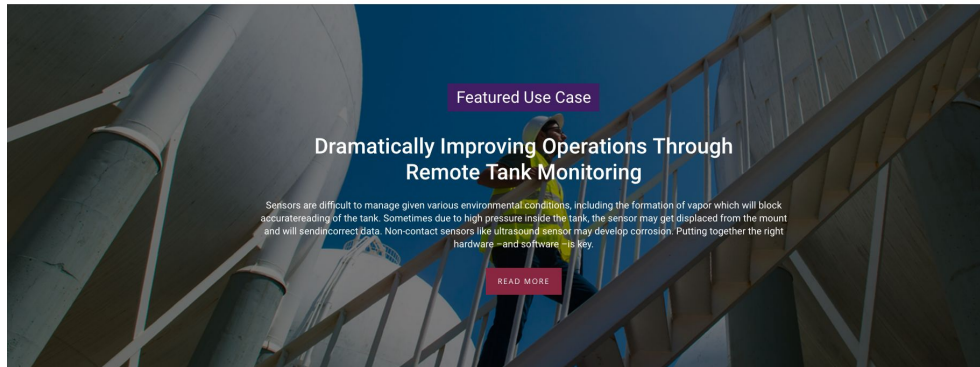 Featured Use Case
Dramatically Improving Operations Through
Remote Tank Monitoring
Sensors are difficult to manage given various environmental conditions, including the formation of vapor which will block
accuratereading of the tank. Sometimes due to high pressure inside the tank, the sensor may get displaced from the mount
and will sendincorrect data. Non-contact sensors like ultrasound sensor may develop corrosion. Putting together the right
hardware –and software –is key.
READ MORE